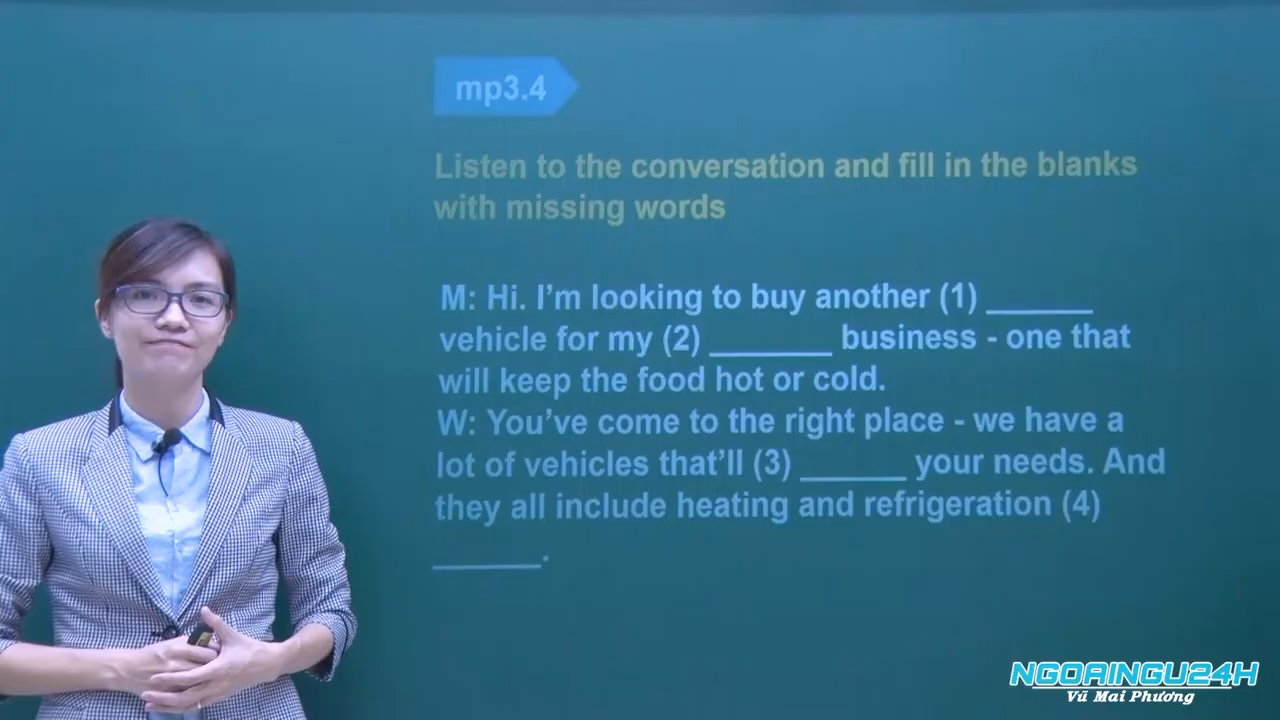 mp3.4
Listen to the conversation and fill in the blanks
with missing words
M: Hi. I’m looking to buy another (1) ______
vehicle for my (2) _______ business - one that
will keep the food hot or cold.
W: You’ve come to the right place - we have a
lot of vehicles that’ll (3) ______ your needs. And
they all include heating and refrigeration (4)
______.
NGOAINGU24H
Vũ Mai Phương